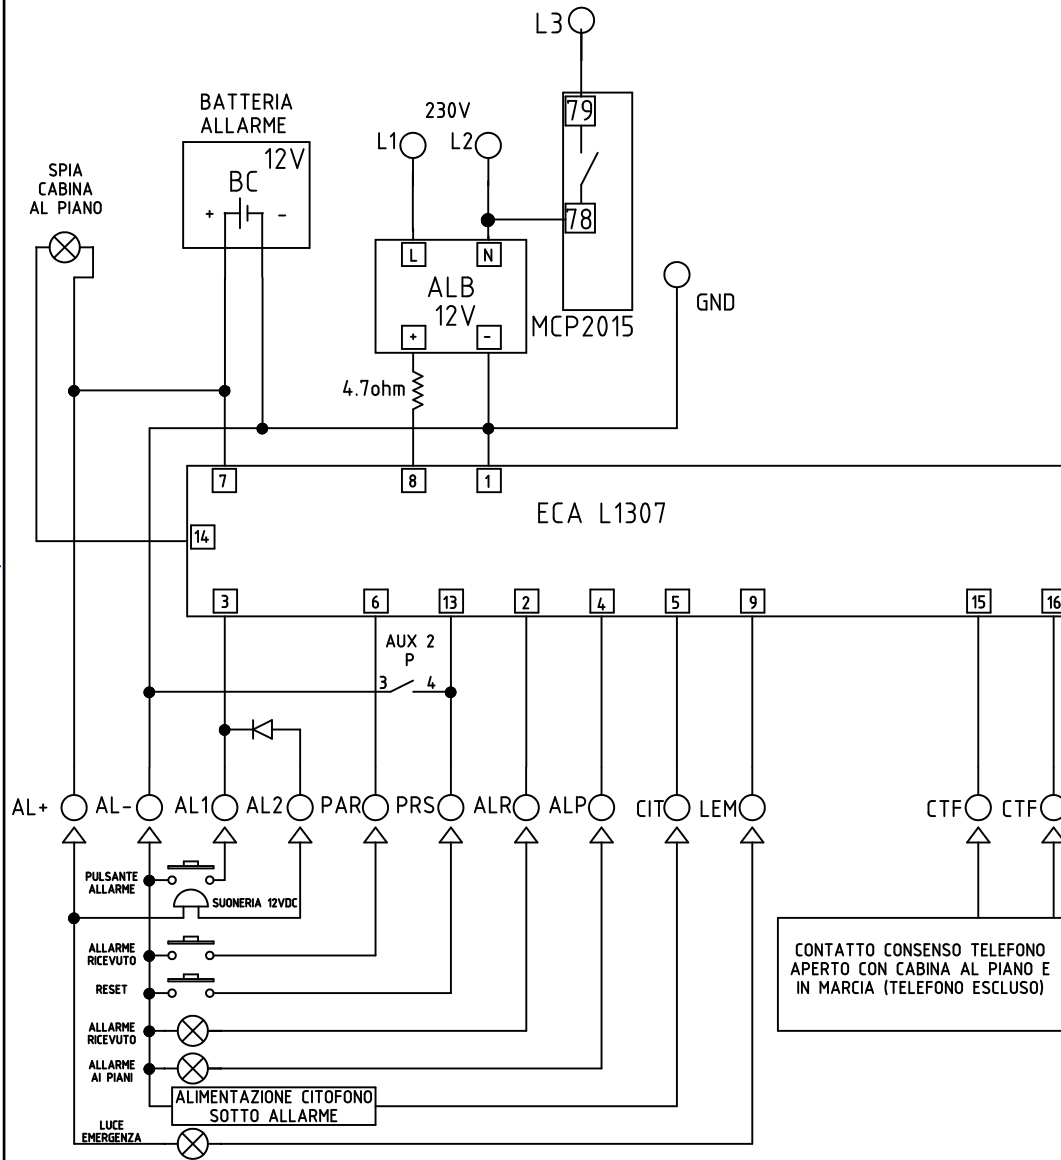 L3
79
78
MCP2015
BATTERIA
ALLARME
12V
BC
+ -
230V
L1 L2
SPIA
CABINA
AL PIANO
L N
ALB
12V
+ -
GND
4.7ohm
7 8 1
ECA L1307
14
3 6 13 2 4 5 9 15 16
AUX 2
P
3 4
AL+ AL- AL1 AL2 PAR PRS ALR ALP CIT LEM CTF CTF
PULSANTE
ALLARME
SUONERIA 12VDC
ALLARME
RICEVUTO
RESET
ALLARME
RICEVUTO
ALLARME
AI PIANI
ALIMENTAZIONE CITOFONO
SOTTO ALLARME
LUCE
EMERGENZA
CONTATTO CONSENSO TELEFONO
APERTO CON CABINA AL PIANO E
IN MARCIA (TELEFONO ESCLUSO)